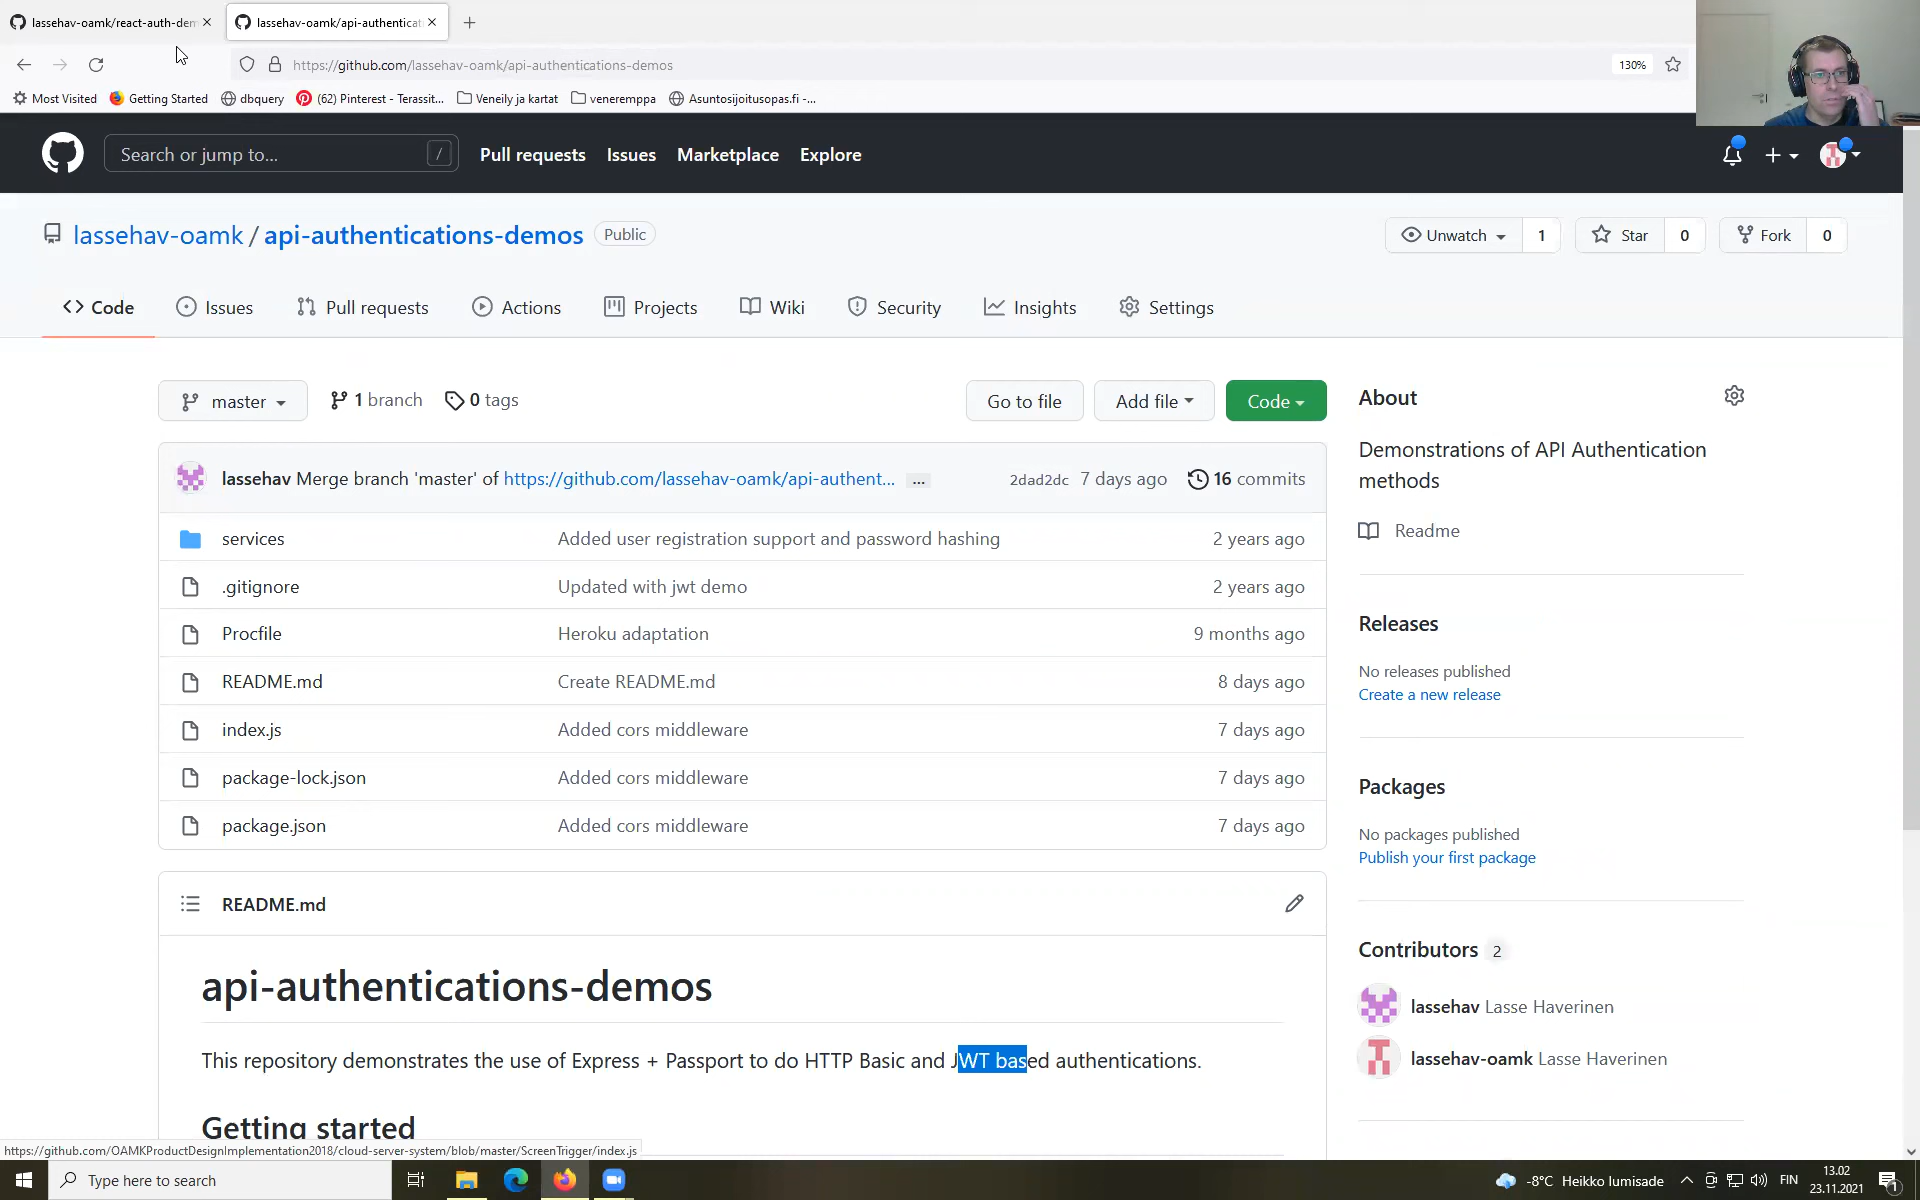 lassehav-oamk/react-auth-dem
lassehav-oamk/api-authenticat
https://github.com/lassehav-oamk/api-authentications-demos
130%
Most Visited
Getting Started
dbquery
(62) Pinterest - Terassit...
Veneily ja kartat
veneremppa
Asuntosijoitusopas.fi -...
Search or jump to...
/
Pull requests
Issues
Marketplace
Explore
lassehav-oamk / api-authentications-demos
Public
Unwatch 1
Star 0
Fork 0
Code
Issues
Pull requests
Actions
Projects
Wiki
Security
Insights
Settings
master
1 branch
0 tags
Go to file
Add file
Code
lassehav Merge branch 'master' of https://github.com/lassehav-oamk/api-authent... ... 2dad2dc 7 days ago 16 commits
services Added user registration support and password hashing 2 years ago
.gitignore Updated with jwt demo 2 years ago
Procfile Heroku adaptation 9 months ago
README.md Create README.md 8 days ago
index.js Added cors middleware 7 days ago
package-lock.json Added cors middleware 7 days ago
package.json Added cors middleware 7 days ago
README.md
api-authentications-demos
This repository demonstrates the use of Express + Passport to do HTTP Basic and JWT based authentications.
Getting started
About
Demonstrations of API Authentication
methods
Readme
Releases
No releases published
Create a new release
Packages
No packages published
Publish your first package
Contributors 2
lassehav Lasse Haverinen
lassehav-oamk Lasse Haverinen
https://github.com/OAMKProductDesignImplementation2018/cloud-server-system/blob/master/ScreenTrigger/index.js
Type here to search
-8°C Heikko lumisade
FIN
13.02
23.11.2021
1